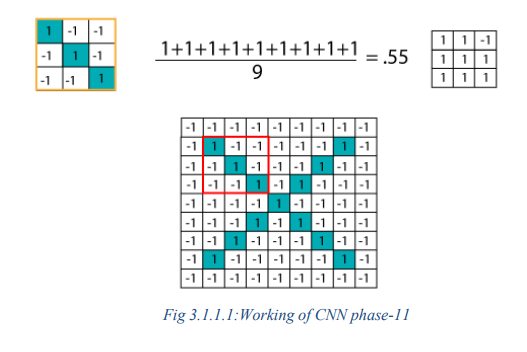 1 -1 -1
-1 1 -1
-1 -1 1
1+1+1+1+1+1+1+1+1
9
= .55
1 1 -1
1 1 1
1 1 1
-1 -1 -1 -1 -1 -1 -1 -1 -1
-1 1 -1 -1 -1 -1 -1 1 -1
-1 -1 1 -1 -1 -1 1 -1 -1
-1 -1 -1 1 -1 1 -1 -1 -1
-1 -1 -1 -1 1 -1 -1 -1 -1
-1 -1 -1 1 -1 1 -1 -1 -1
-1 -1 1 -1 -1 -1 1 -1 -1
-1 1 -1 -1 -1 -1 -1 1 -1
-1 -1 -1 -1 -1 -1 -1 -1 -1
Fig 3.1.1.1:Working of CNN phase-11